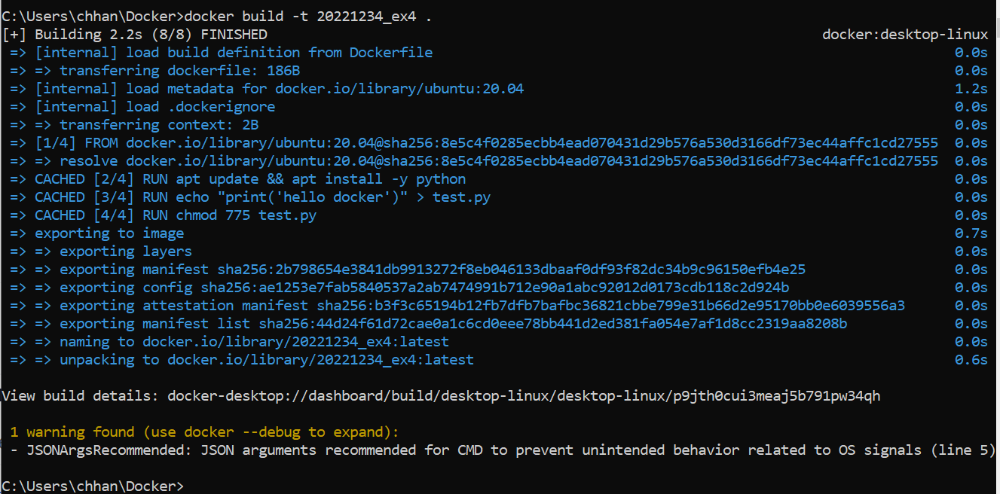 C:\Users\chhan\Docker>docker build -t 20221234_ex4 .
[+] Building 2.2s (8/8) FINISHED docker:desktop-linux
=> [internal] load build definition from Dockerfile 0.0s
=> => transferring dockerfile: 186B 0.0s
=> [internal] load metadata for docker.io/library/ubuntu:20.04 1.2s
=> [internal] load .dockerignore 0.0s
=> => transferring context: 2B 0.0s
=> [1/4] FROM docker.io/library/ubuntu:20.04@sha256:8e5c4f0285ecbb4ead070431d29b576a530d3166df73ec44affc1cd27555 0.0s
=> => resolve docker.io/library/ubuntu:20.04@sha256:8e5c4f0285ecbb4ead070431d29b576a530d3166df73ec44affc1cd27555 0.0s
=> CACHED [2/4] RUN apt update && apt install -y python 0.0s
=> CACHED [3/4] RUN echo "print('hello docker')" > test.py 0.0s
=> CACHED [4/4] RUN chmod 775 test.py 0.0s
=> exporting to image 0.7s
=> => exporting layers 0.0s
=> => exporting manifest sha256:2b798654e3841db9913272f8eb046133dbaaf0df93f82dc34b9c96150efb4e25 0.0s
=> => exporting config sha256:ae1253e7fab5840537a2ab7474991b712e90a1abc92012d0173cdb118c2d924b 0.0s
=> => exporting attestation manifest sha256:b3f3c65194b12fb7dfb7bafbc36821cbbe799e31b66d2e95170bb0e6039556a3 0.0s
=> => exporting manifest list sha256:44d24f61d72cae0a1c6cd0eee78bb441d2ed381fa054e7af1d8cc2319aa8208b 0.0s
=> => naming to docker.io/library/20221234_ex4:latest 0.0s
=> => unpacking to docker.io/library/20221234_ex4:latest 0.6s
View build details: docker-desktop://dashboard/build/desktop-linux/desktop-linux/p9jth0cui3meaj5b791pw34qh
1 warning found (use docker --debug to expand):
- JSONArgsRecommended: JSON arguments recommended for CMD to prevent unintended behavior related to OS signals (line 5)
C:\Users\chhan\Docker>